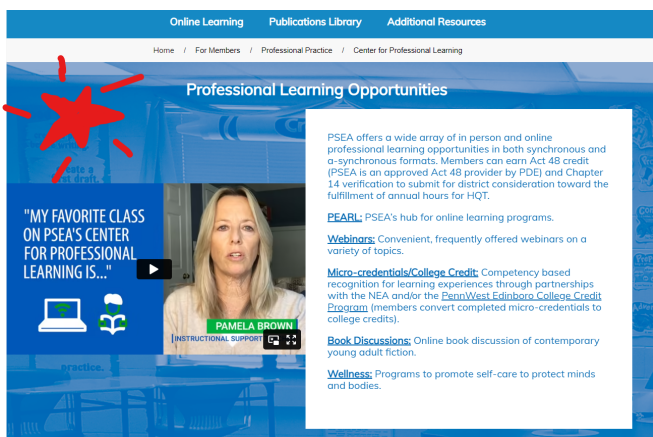 Online Learning Publications Library Additional Resources
Home / For Members / Professional Practice / Center for Professional Learning
Professional Learning Opportunities
create a
first draft.
"MY FAVORITE CLASS
ON PSEA'S CENTER
FOR PROFESSIONAL
LEARNING IS..."
PAMELA BROWN
INSTRUCTIONAL SUPPORT
practice.
PSEA offers a wide array of in person and online
professional learning opportunities in both synchronous and
a-synchronous formats. Members can earn Act 48 credit
(PSEA is an approved Act 48 provider by PDE) and Chapter
14 verification to submit for district consideration toward the
fulfillment of annual hours for HQT.
PEARL: PSEA's hub for online learning programs.
Webinars: Convenient, frequently offered webinars on a
variety of topics.
Micro-credentials/College Credit: Competency based
recognition for learning experiences through partnerships
with the NEA and/or the PennWest Edinboro College Credit
Program (members convert completed micro-credentials to
college credits).
Book Discussions: Online book discussion of contemporary
young adult fiction.
Wellness: Programs to promote self-care to protect minds
and bodies.